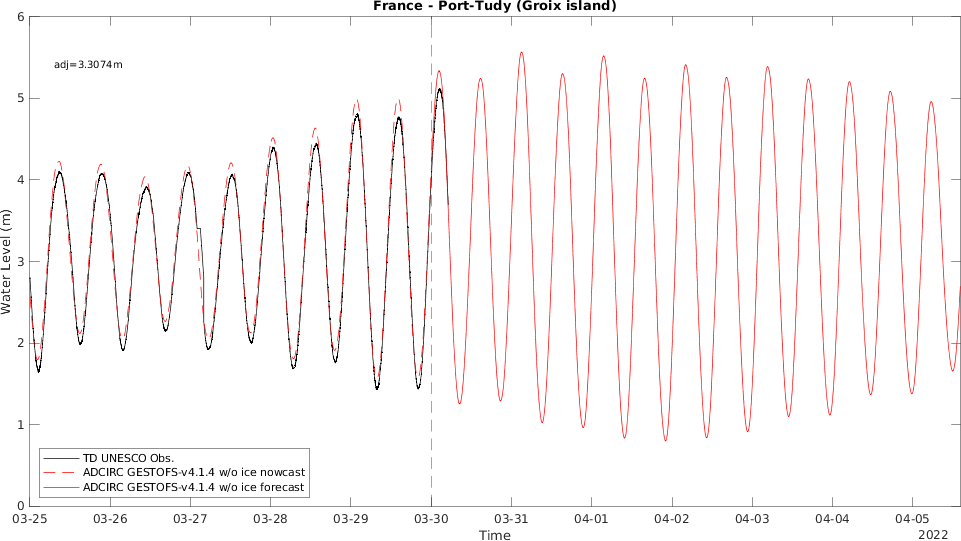 France - Port-Tudy (Groix island)
adj=3.3074m
Water Level (m)
6
5
4
3
2
1
0
TD UNESCO Obs.
ADCIRC GESTOFS-v4.1.4 w/o ice nowcast
ADCIRC GESTOFS-v4.1.4 w/o ice forecast
03-25 03-26 03-27 03-28 03-29 03-30 03-31 04-01 04-02 04-03 04-04 04-05
Time
2022